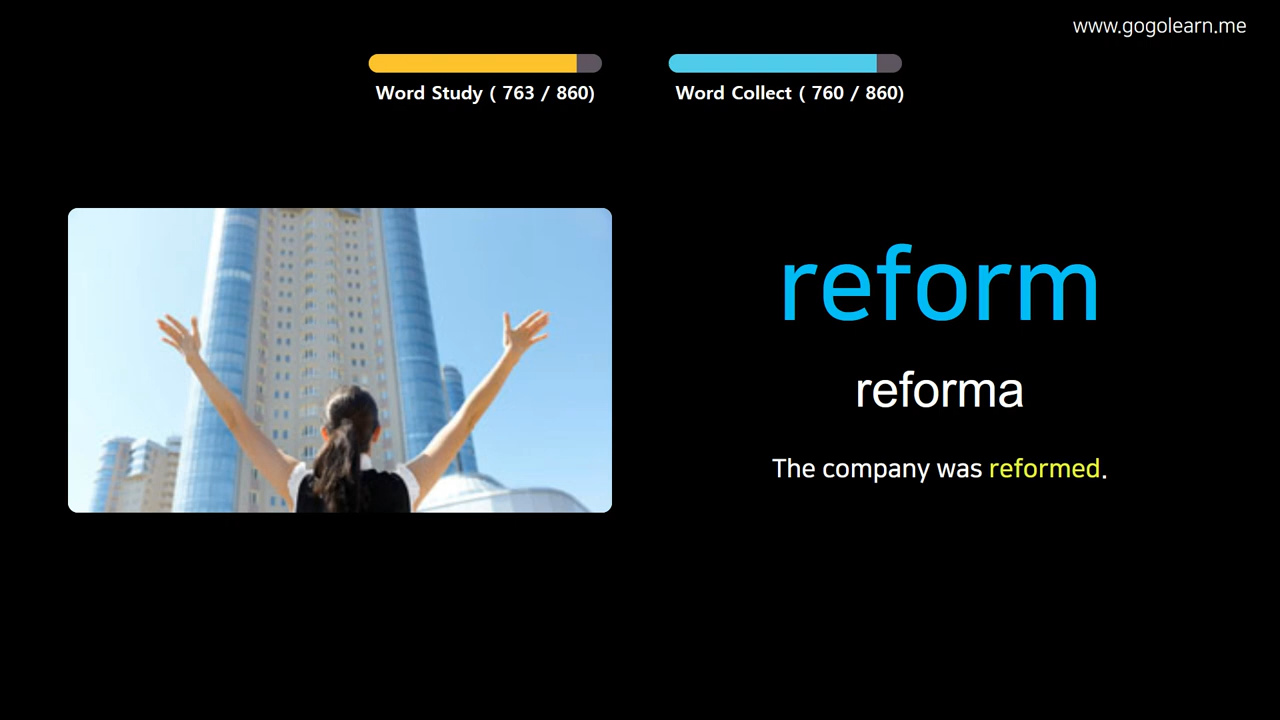 www.gogolearn.me
Word Study ( 763 / 860)
Word Collect ( 760 / 860)
reform
reforma
The company was reformed.